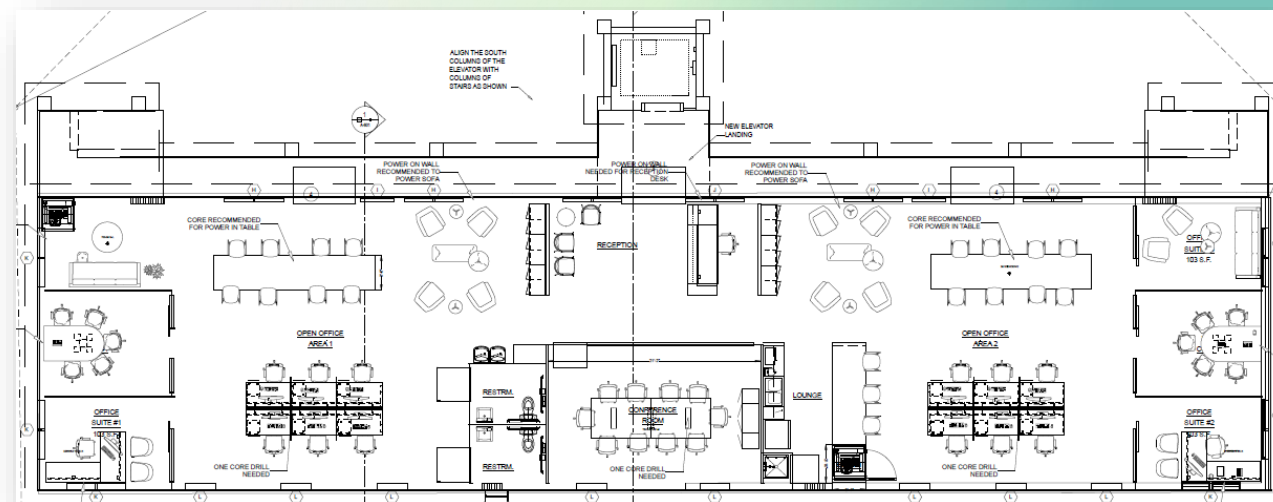 ALIGN THE SOUTH
COLUMNS OF THE
ELEVATOR WITH
COLUMNS OF
STAIRS AS SHOWN
NEW ELEVATOR
LANDING
POWER ON WALL
RECOMMENDED TO
POWER SOFA
POWER ON WALL
NEEDED FOR RECEPTION
DESK
POWER ON WALL
RECOMMENDED TO
POWER SOFA
H
I
H
J
H
I
H
CORE RECOMMENDED
FOR POWER IN TABLE
RECEPTION
CORE RECOMMENDED
FOR POWER IN TABLE
SUITE
103 S.F.
K
K
OPEN OFFICE
AREA 1
OPEN OFFICE
AREA 2
RESTRM.
CONFERENCE
ROOM
LOUNGE
OFFICE
SUITE #1
OFFICE
SUITE #2
RESTRM.
ONE CORE DRILL
NEEDED
ONE CORE DRILL
NEEDED
ONE CORE DRILL
NEEDED
K
L
L
L
L
L
L
L
L
K